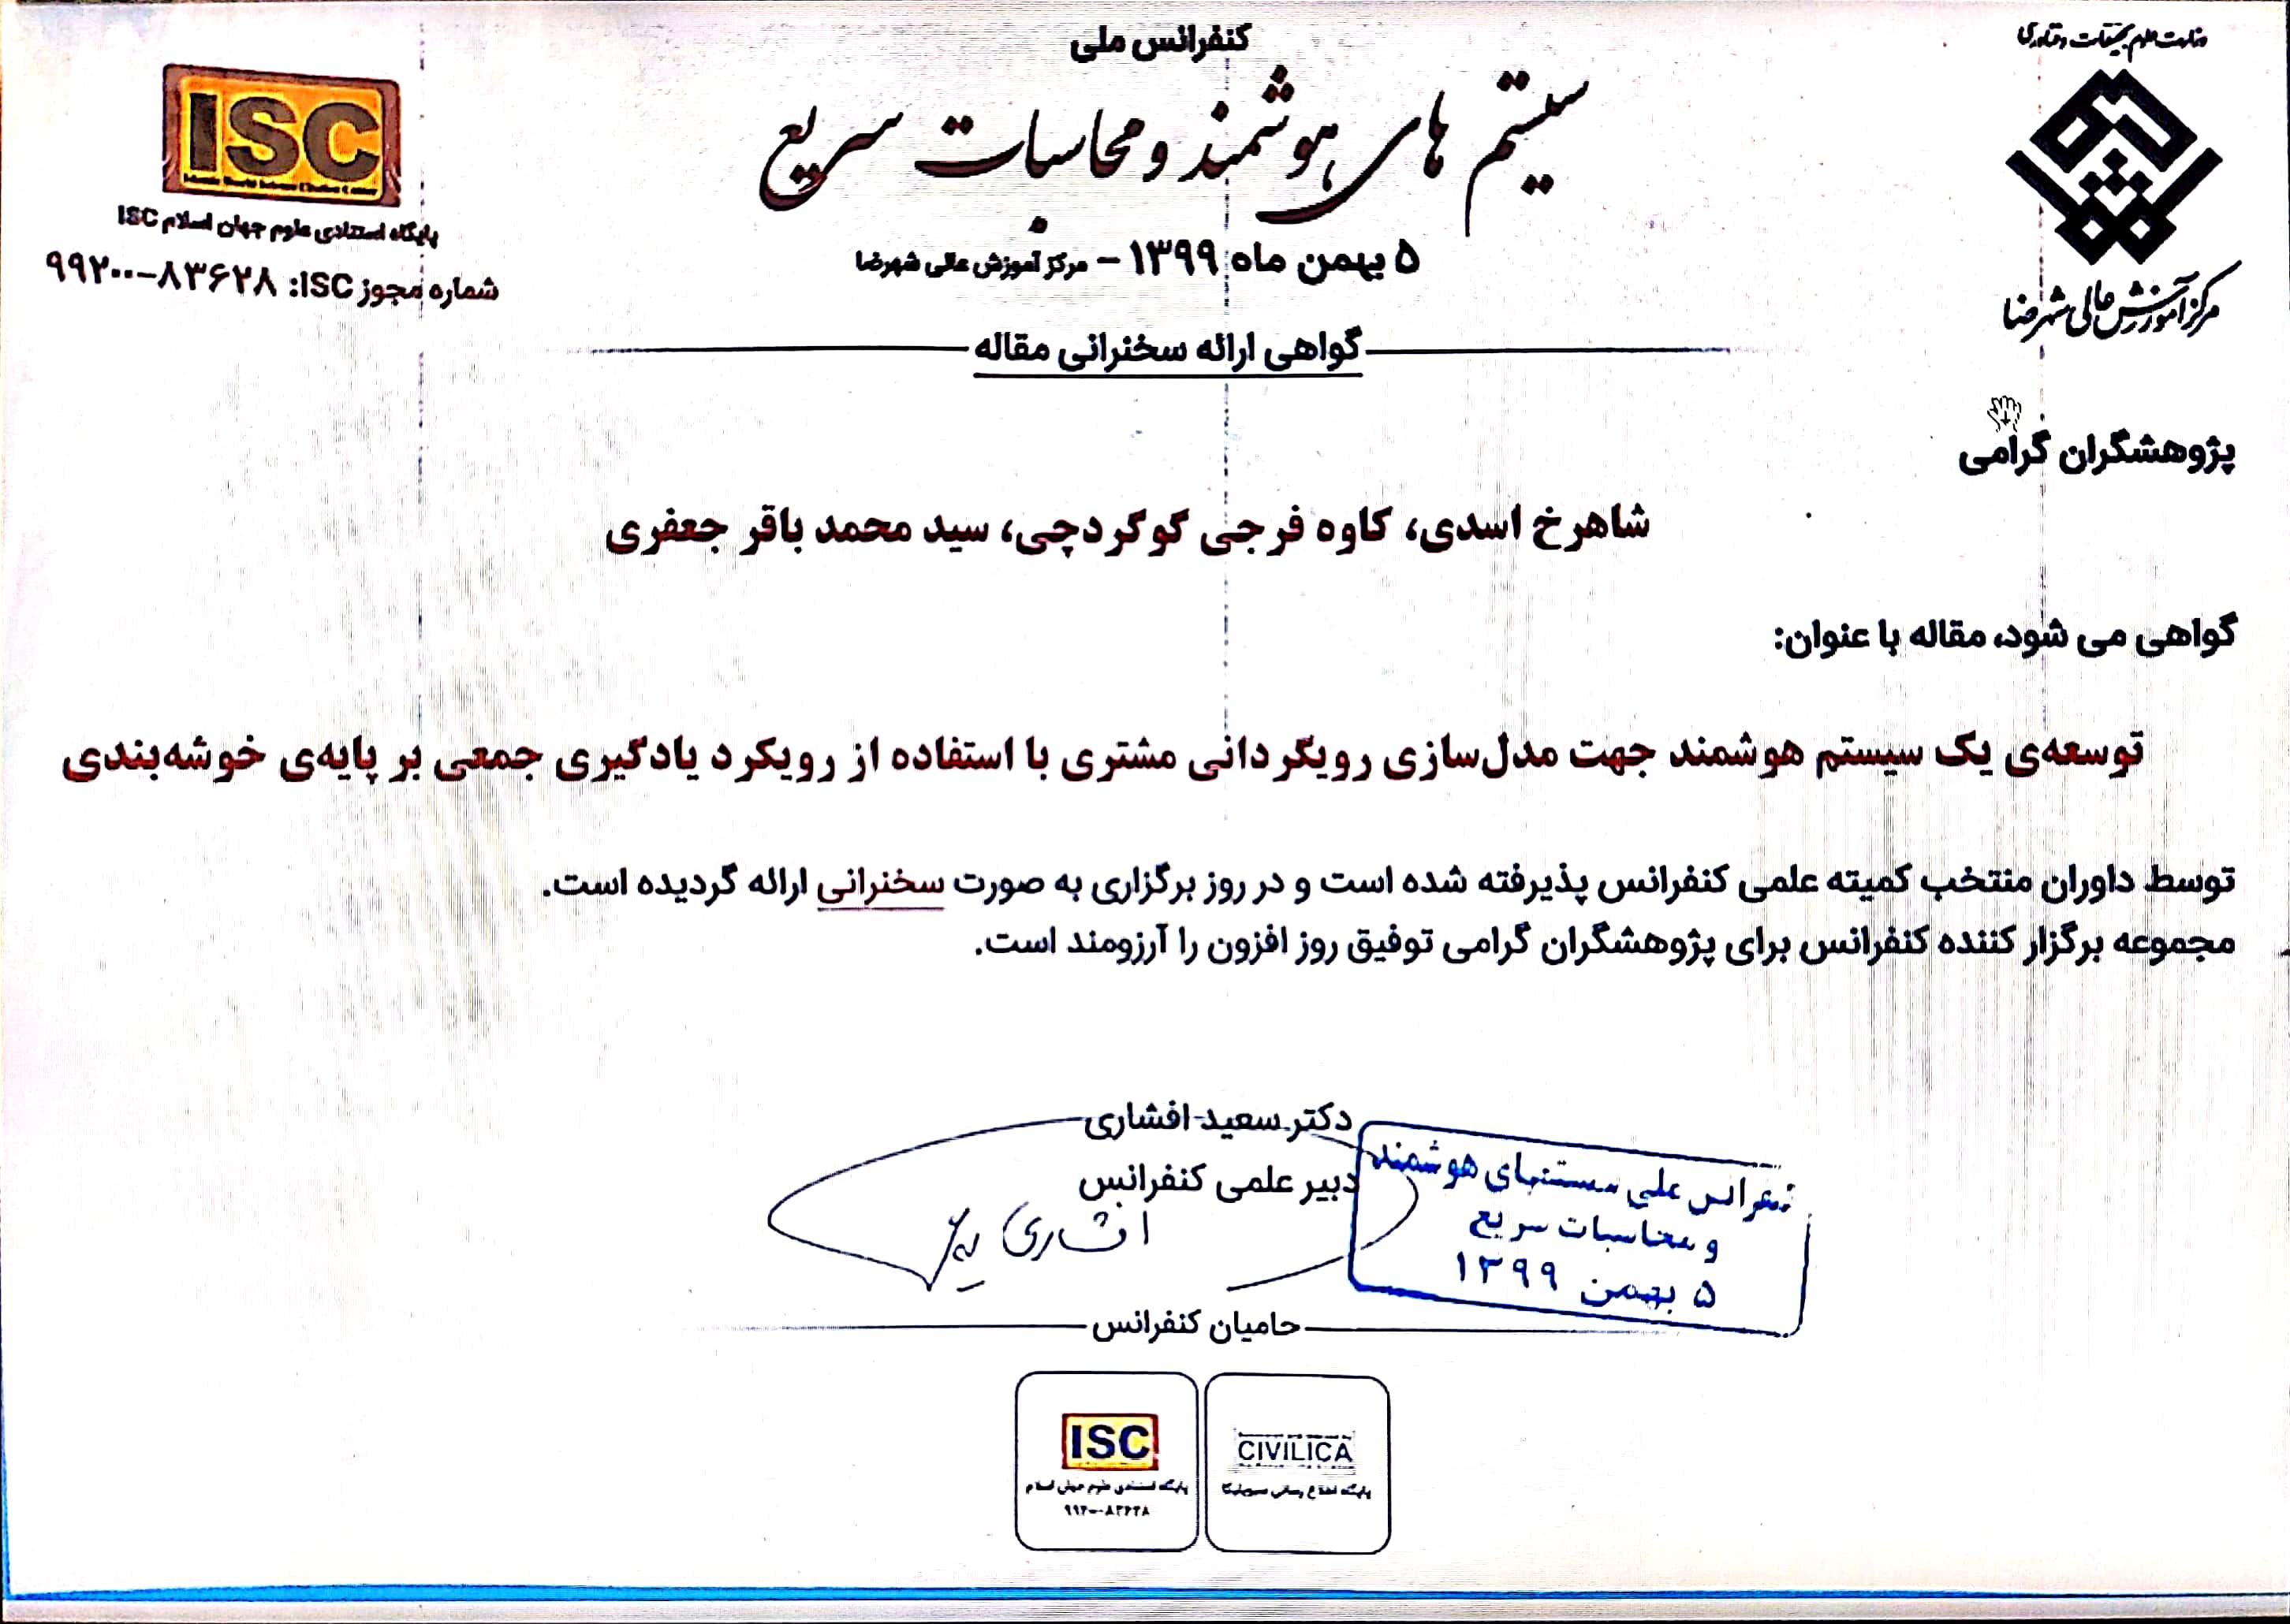 کنفرانس ملی
سیستم های هوشمند و محاسبات سریع
۵ بهمن ماه ۱۳۹۹ – مرکز آموزش عالی شهرضا
وزارت علوم، تحقیقات و فناوری
مرکز آموزش عالی شهرضا
ISC
Islamic World Science Citation Center
پایگاه استنادی علوم جهان اسلام ISC
شماره مجوز ISC: ۹۹۲۰۰-۸۳۶۲۸
گواهی ارائه سخنرانی مقاله
پژوهشگران گرامی
شاهرخ اسدی، کاوه فرجی گوگردچی، سید محمد باقر جعفری
گواهی می شود، مقاله با عنوان:
توسعه‌ی یک سیستم هوشمند جهت مدل‌سازی رویگردانی مشتری با استفاده از رویکرد یادگیری جمعی بر پایه‌ی خوشه‌بندی
توسط داوران منتخب کمیته علمی کنفرانس پذیرفته شده است و در روز برگزاری به صورت سخنرانی ارائه گردیده است.
مجموعه برگزار کننده کنفرانس برای پژوهشگران گرامی توفیق روز افزون را آرزومند است.
دکتر سعید افشاری
دبیر علمی کنفرانس
افشاری
کنفرانس ملی سیستمهای هوشمند
و محاسبات سریع
۵ بهمن ۱۳۹۹
حامیان کنفرانس
ISC
پایگاه استنادی علوم جهان اسلام
۹۹۲۰۰-۸۳۶۲۸
CIVILICA
پایگاه اطلاع رسانی سیویلیکا